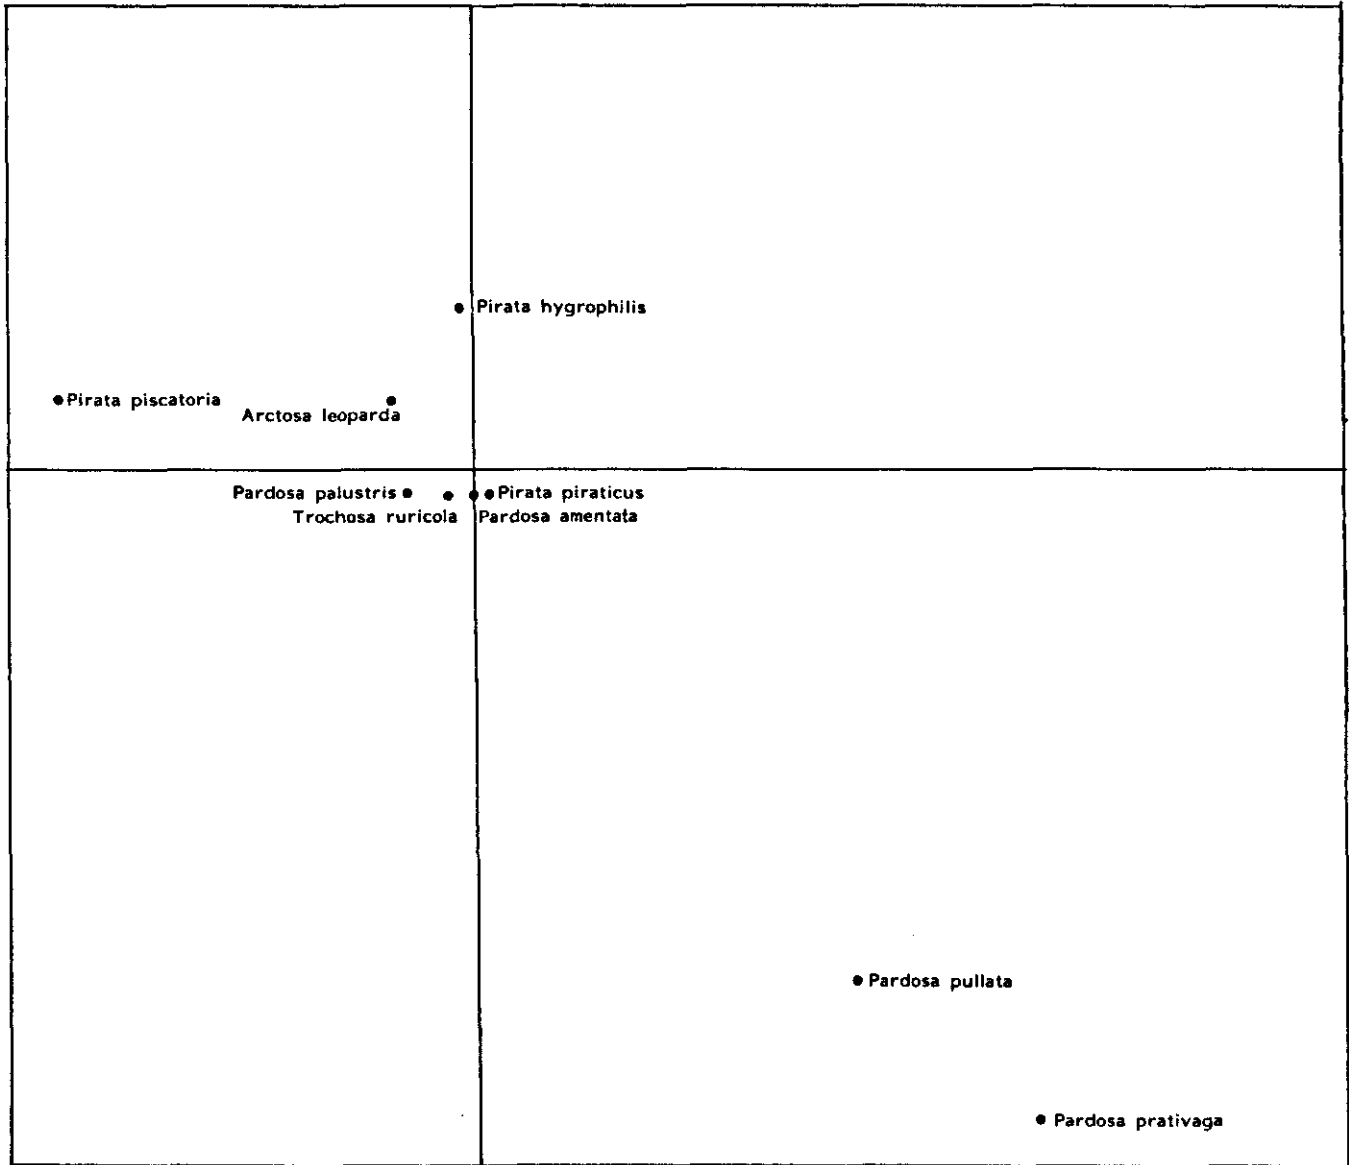 Pirata hygrophilis
Pirata piscatoria
Arctosa leoparda
Pardosa palustris
Pirata piraticus
Trochosa ruricola
Pardosa amentata
Pardosa pullata
Pardosa prativaga